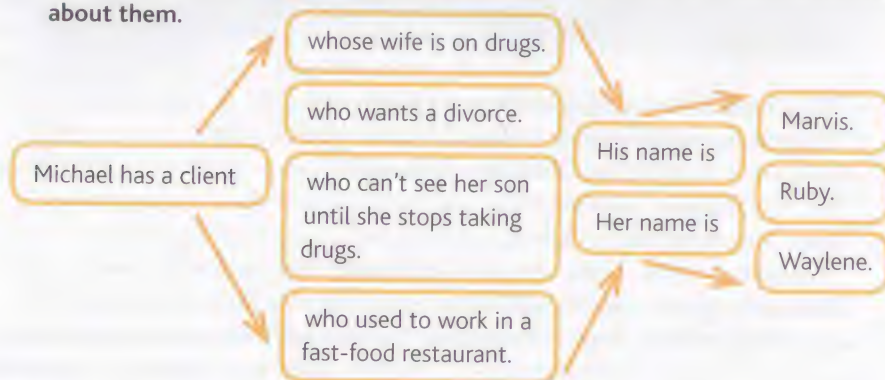 about them.
whose wife is on drugs.
who wants a divorce.
Michael has a client
who can't see her son
until she stops taking
drugs.
who used to work in a
fast-food restaurant.
His name is
Her name is
Marvis.
Ruby.
Waylene.